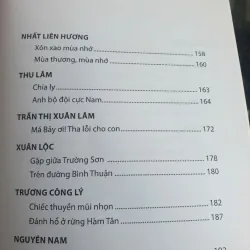 NHẤT LIÊN HƯƠNG
Xôn xao mùa nhớ 158
Mùa thương, mùa nhớ 160
THU LÂM
Chia ly 163
Anh bộ đội cực Nam. 164
TRẦN THỊ XUÂN LÂM
Má Bảy ơi! Tha lỗi cho con 172
XUÂN LỘC
Gặp giữa Trường Sơn 178
Trên đường Bình Thuận 180
TRƯƠNG CÔNG LÝ
Chiếc thuyền mũi nhọn 182
Đánh hổ ở rừng Hàm Tân 187
NGUYÊN NAM